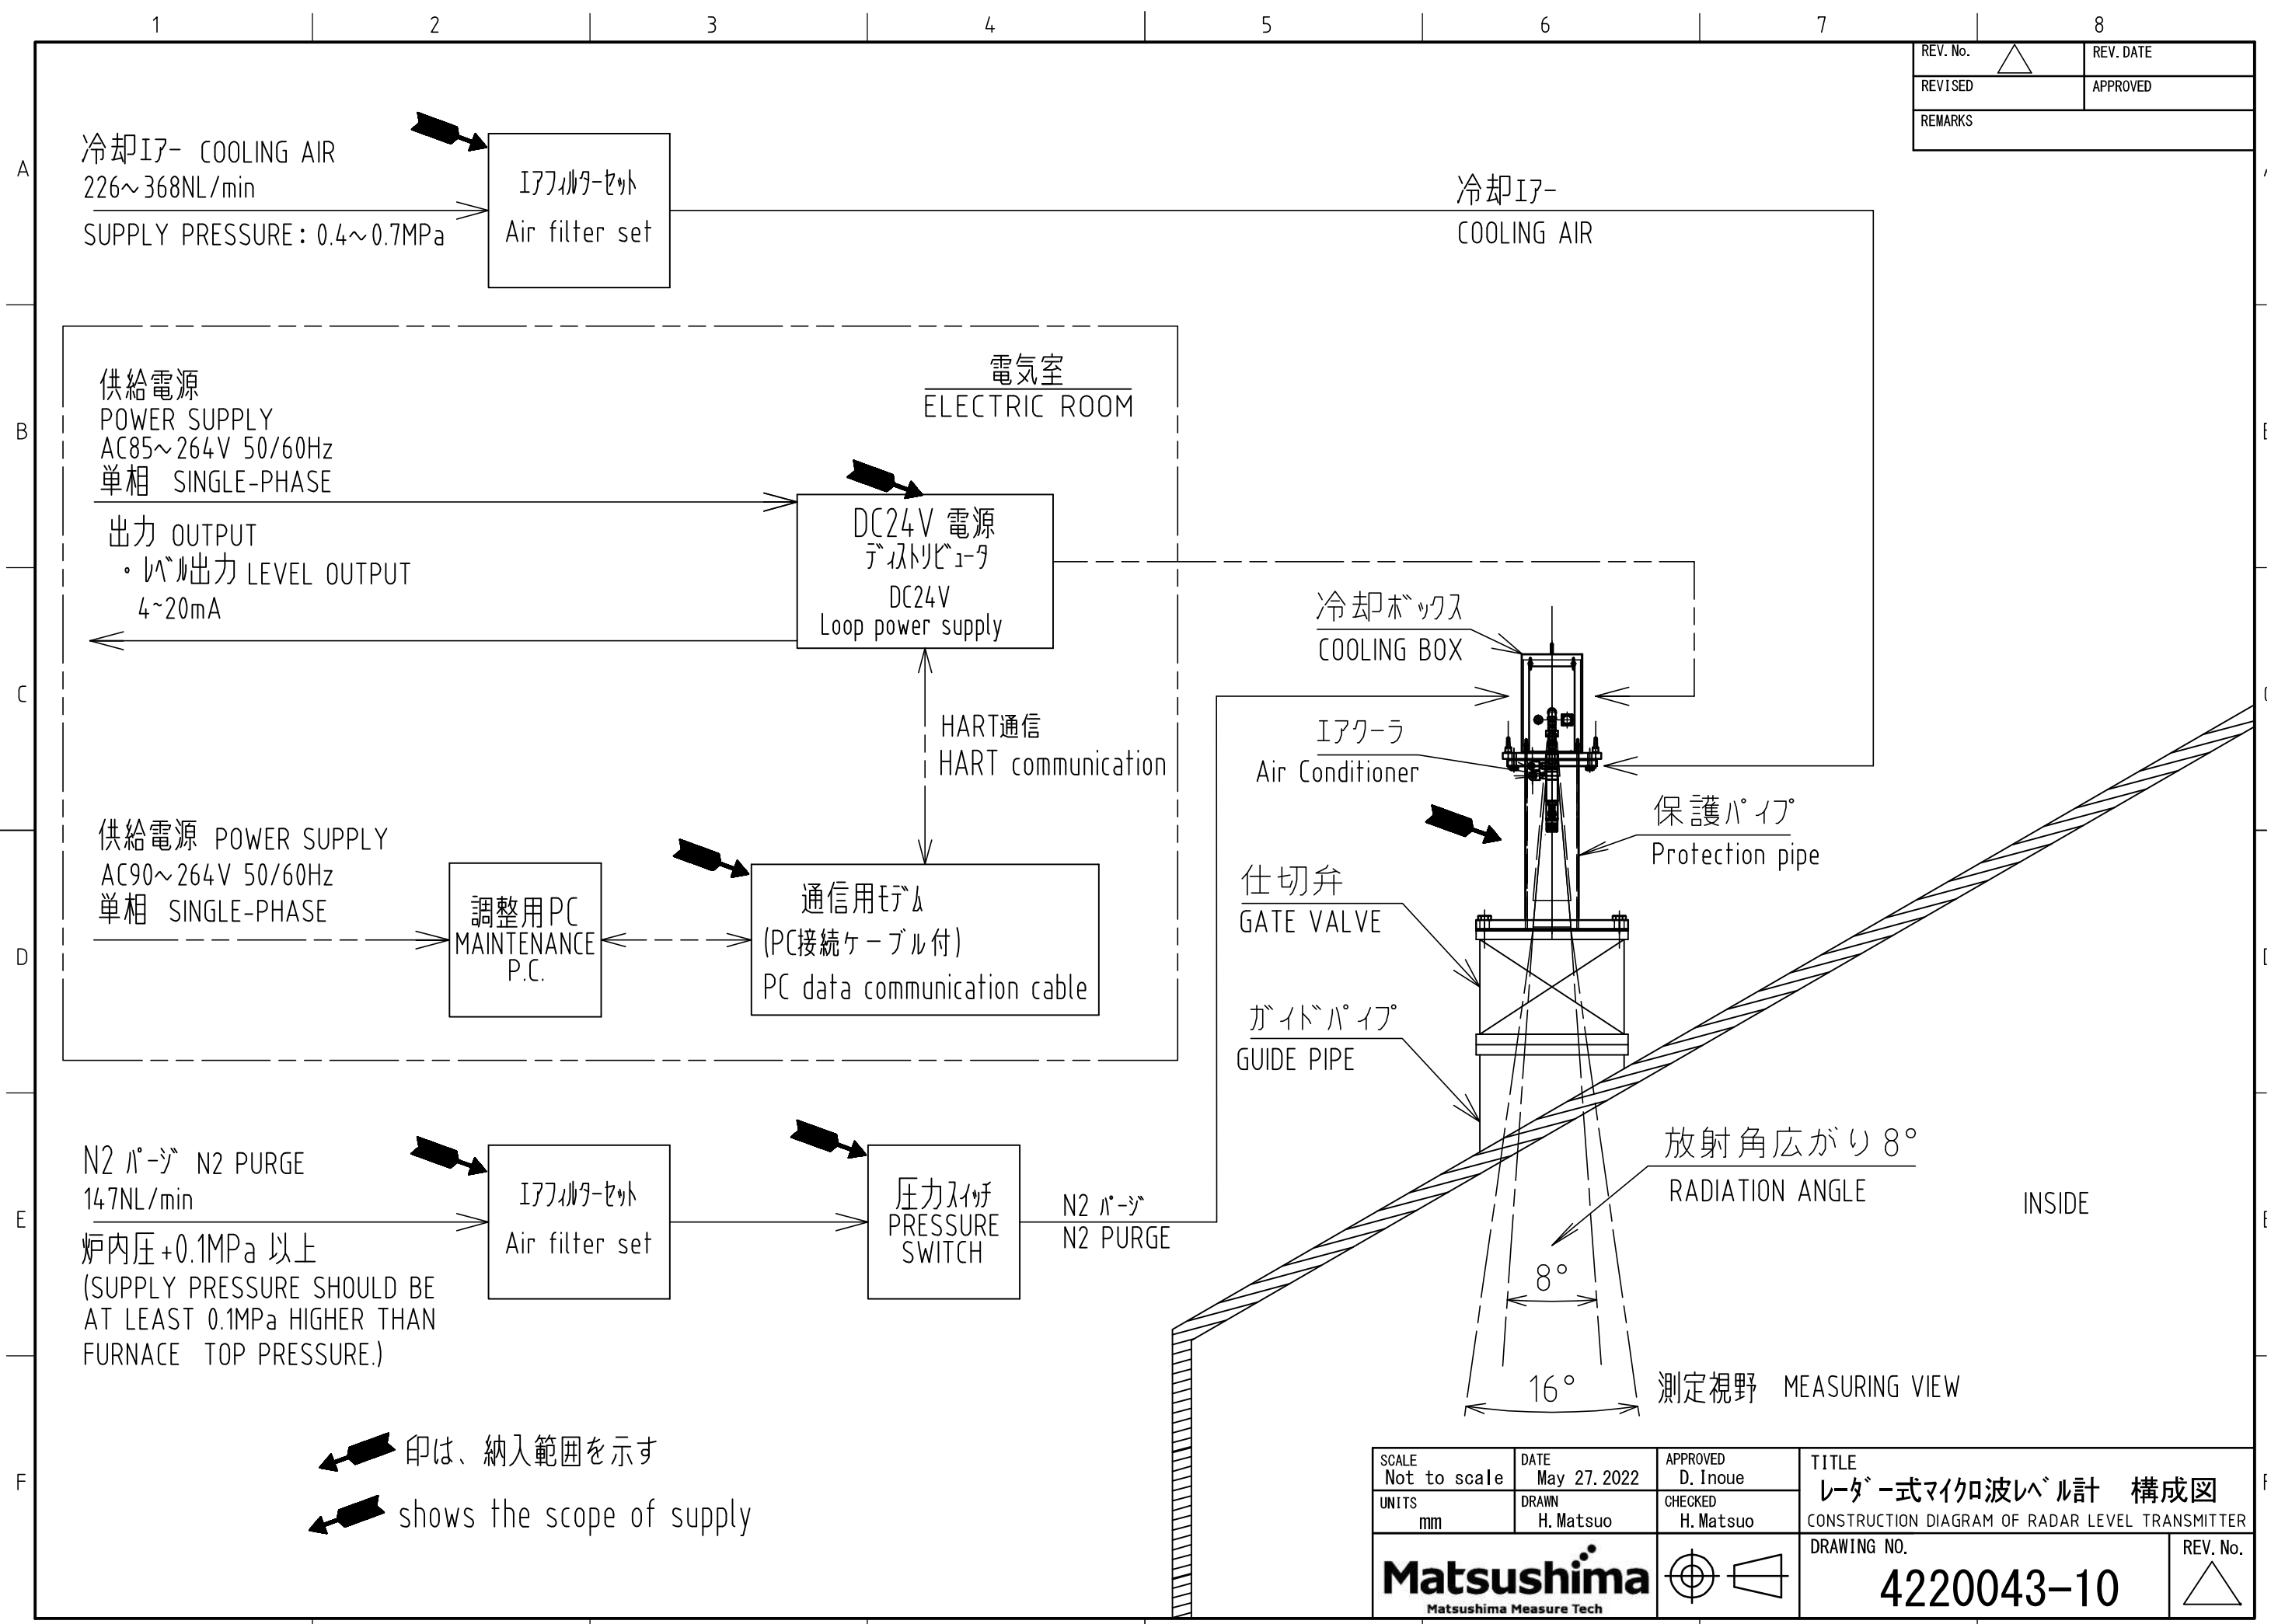 1 2 3 4 5 6 7 8
REV. No.
REV. DATE
REVISED
APPROVED
REMARKS
A
B
C
D
E
F
冷却エアー COOLING AIR
226～368NL/min
SUPPLY PRESSURE：0.4～0.7MPa
エアフィルターセット
Air filter set
冷却エアー
COOLING AIR
電気室
ELECTRIC ROOM
供給電源
POWER SUPPLY
AC85～264V 50/60Hz
単相 SINGLE-PHASE
出力 OUTPUT
・レベル出力 LEVEL OUTPUT
4~20mA
DC24V 電源
ディストリビュータ
DC24V
Loop power supply
HART通信
HART communication
供給電源 POWER SUPPLY
AC90～264V 50/60Hz
単相 SINGLE-PHASE
調整用PC
MAINTENANCE
P.C.
通信用モデム
(PC接続ケーブル付)
PC data communication cable
冷却ボックス
COOLING BOX
エアクーラ
Air Conditioner
保護パイプ
Protection pipe
仕切弁
GATE VALVE
ガイドパイプ
GUIDE PIPE
N2 パージ N2 PURGE
147NL/min
炉内圧+0.1MPa 以上
(SUPPLY PRESSURE SHOULD BE
AT LEAST 0.1MPa HIGHER THAN
FURNACE TOP PRESSURE.)
エアフィルターセット
Air filter set
圧力スイッチ
PRESSURE
SWITCH
N2 パージ
N2 PURGE
放射角広がり 8°
RADIATION ANGLE
INSIDE
8°
16°
測定視野 MEASURING VIEW
印は、納入範囲を示す
shows the scope of supply
SCALE
Not to scale
DATE
May 27.2022
APPROVED
D. Inoue
UNITS
mm
DRAWN
H. Matsuo
CHECKED
H. Matsuo
TITLE
レーダー式マイクロ波レベル計 構成図
CONSTRUCTION DIAGRAM OF RADAR LEVEL TRANSMITTER
Matsushima
Matsushima Measure Tech
DRAWING NO.
4220043-10
REV. No.